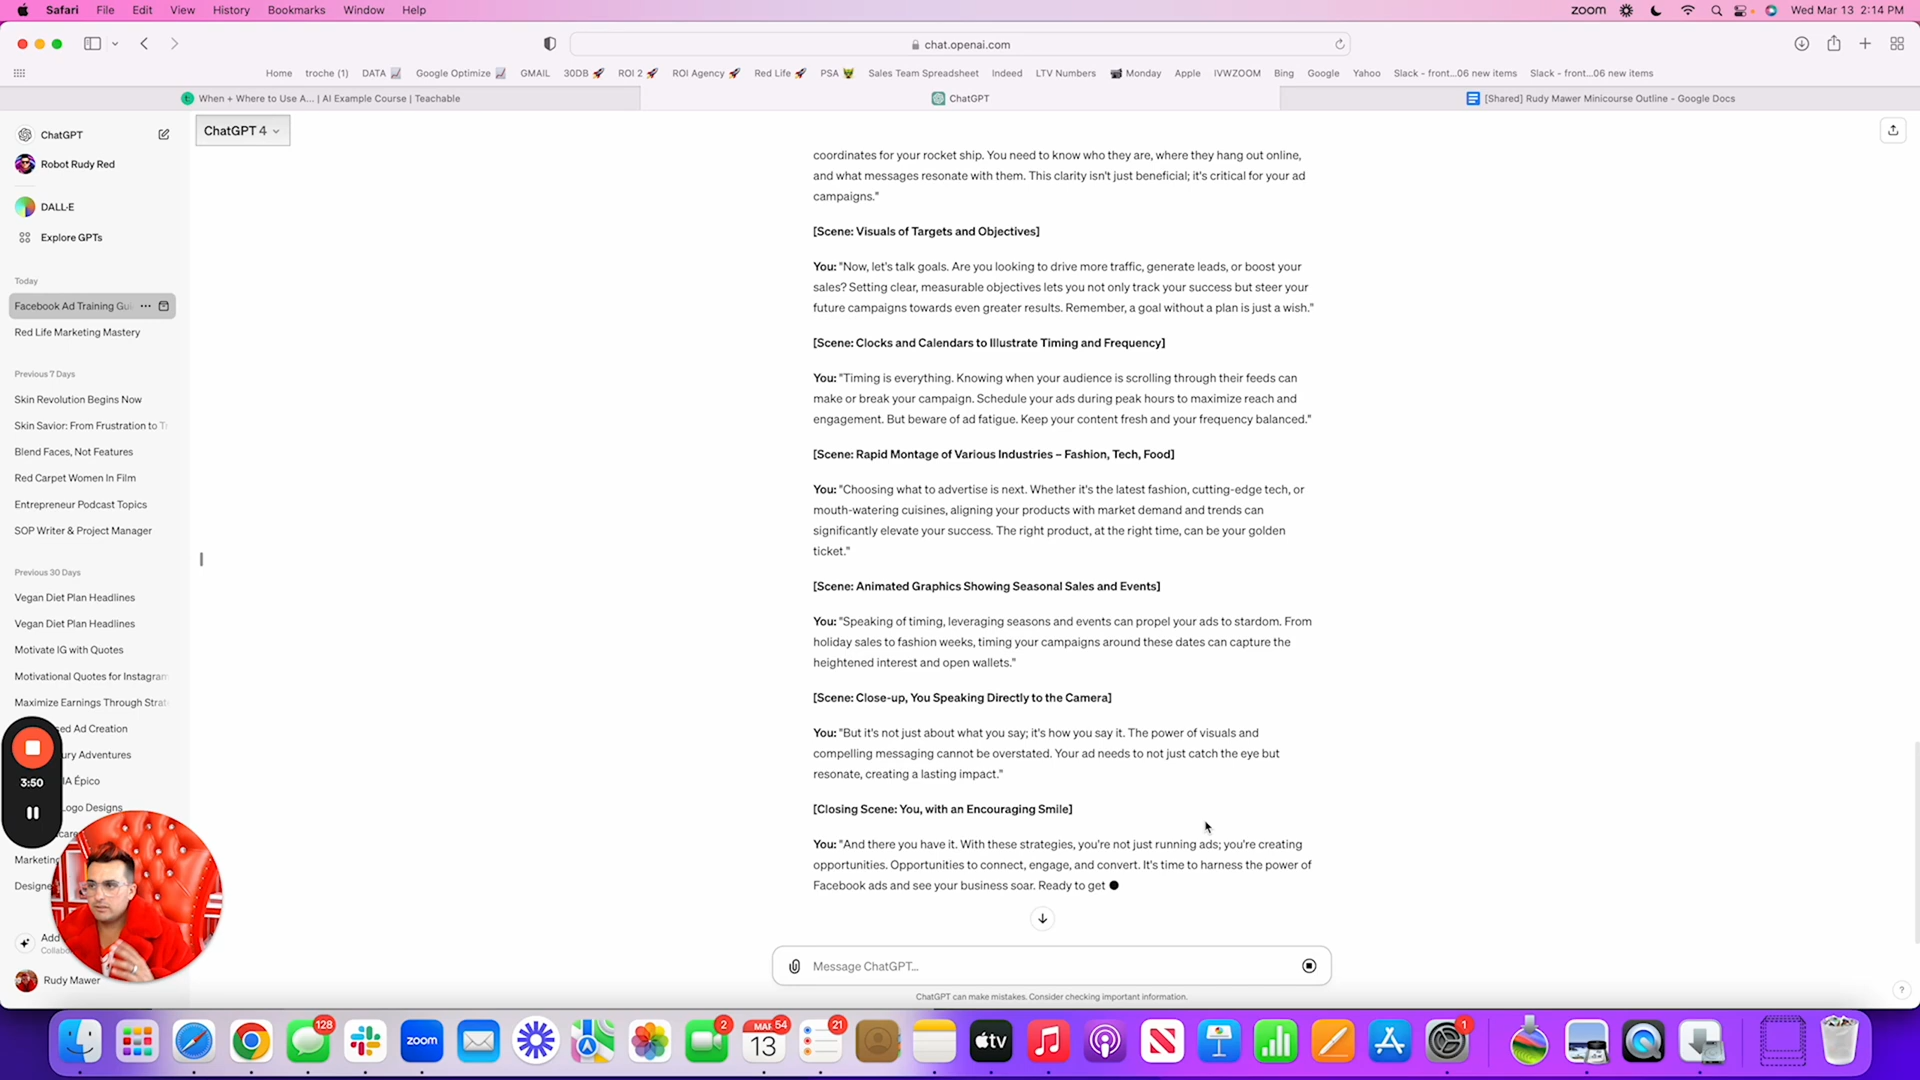 Safari File Edit View History Bookmarks Window Help
zoom Wed Mar 13 2:14 PM
chat.openai.com
Home troche (1) DATA Google Optimize GMAIL 30DB ROI 2 ROI Agency Red Life PSA Sales Team Spreadsheet Indeed LTV Numbers Monday Apple IVWZOOM Bing Google Yahoo Slack - front...06 new items Slack - front...06 new items
When + Where to Use A... | AI Example Course | Teachable
ChatGPT
[Shared] Rudy Mawer Minicourse Outline - Google Docs
ChatGPT
Robot Rudy Red
DALL·E
Explore GPTs
Today
Facebook Ad Training Gui
Red Life Marketing Mastery
Previous 7 Days
Skin Revolution Begins Now
Skin Savior: From Frustration to T
Blend Faces, Not Features
Red Carpet Women In Film
Entrepreneur Podcast Topics
SOP Writer & Project Manager
Previous 30 Days
Vegan Diet Plan Headlines
Vegan Diet Plan Headlines
Motivate IG with Quotes
Motivational Quotes for Instagram
Maximize Earnings Through Strat
sed Ad Creation
ury Adventures
IA Épico
Logo Designs
Marketing
Designe
Add
Rudy Mawer
3:50
ChatGPT 4
coordinates for your rocket ship. You need to know who they are, where they hang out online,
and what messages resonate with them. This clarity isn't just beneficial; it's critical for your ad
campaigns."
[Scene: Visuals of Targets and Objectives]
You: "Now, let's talk goals. Are you looking to drive more traffic, generate leads, or boost your
sales? Setting clear, measurable objectives lets you not only track your success but steer your
future campaigns towards even greater results. Remember, a goal without a plan is just a wish."
[Scene: Clocks and Calendars to Illustrate Timing and Frequency]
You: "Timing is everything. Knowing when your audience is scrolling through their feeds can
make or break your campaign. Schedule your ads during peak hours to maximize reach and
engagement. But beware of ad fatigue. Keep your content fresh and your frequency balanced."
[Scene: Rapid Montage of Various Industries – Fashion, Tech, Food]
You: "Choosing what to advertise is next. Whether it's the latest fashion, cutting-edge tech, or
mouth-watering cuisines, aligning your products with market demand and trends can
significantly elevate your success. The right product, at the right time, can be your golden
ticket."
[Scene: Animated Graphics Showing Seasonal Sales and Events]
You: "Speaking of timing, leveraging seasons and events can propel your ads to stardom. From
holiday sales to fashion weeks, timing your campaigns around these dates can capture the
heightened interest and open wallets."
[Scene: Close-up, You Speaking Directly to the Camera]
You: "But it's not just about what you say; it's how you say it. The power of visuals and
compelling messaging cannot be overstated. Your ad needs to not just catch the eye but
resonate, creating a lasting impact."
[Closing Scene: You, with an Encouraging Smile]
You: "And there you have it. With these strategies, you're not just running ads; you're creating
opportunities. Opportunities to connect, engage, and convert. It's time to harness the power of
Facebook ads and see your business soar. Ready to get
Message ChatGPT...
ChatGPT can make mistakes. Consider checking important information.
?
128 zoom 2 MAR 54 13 21 tv 1